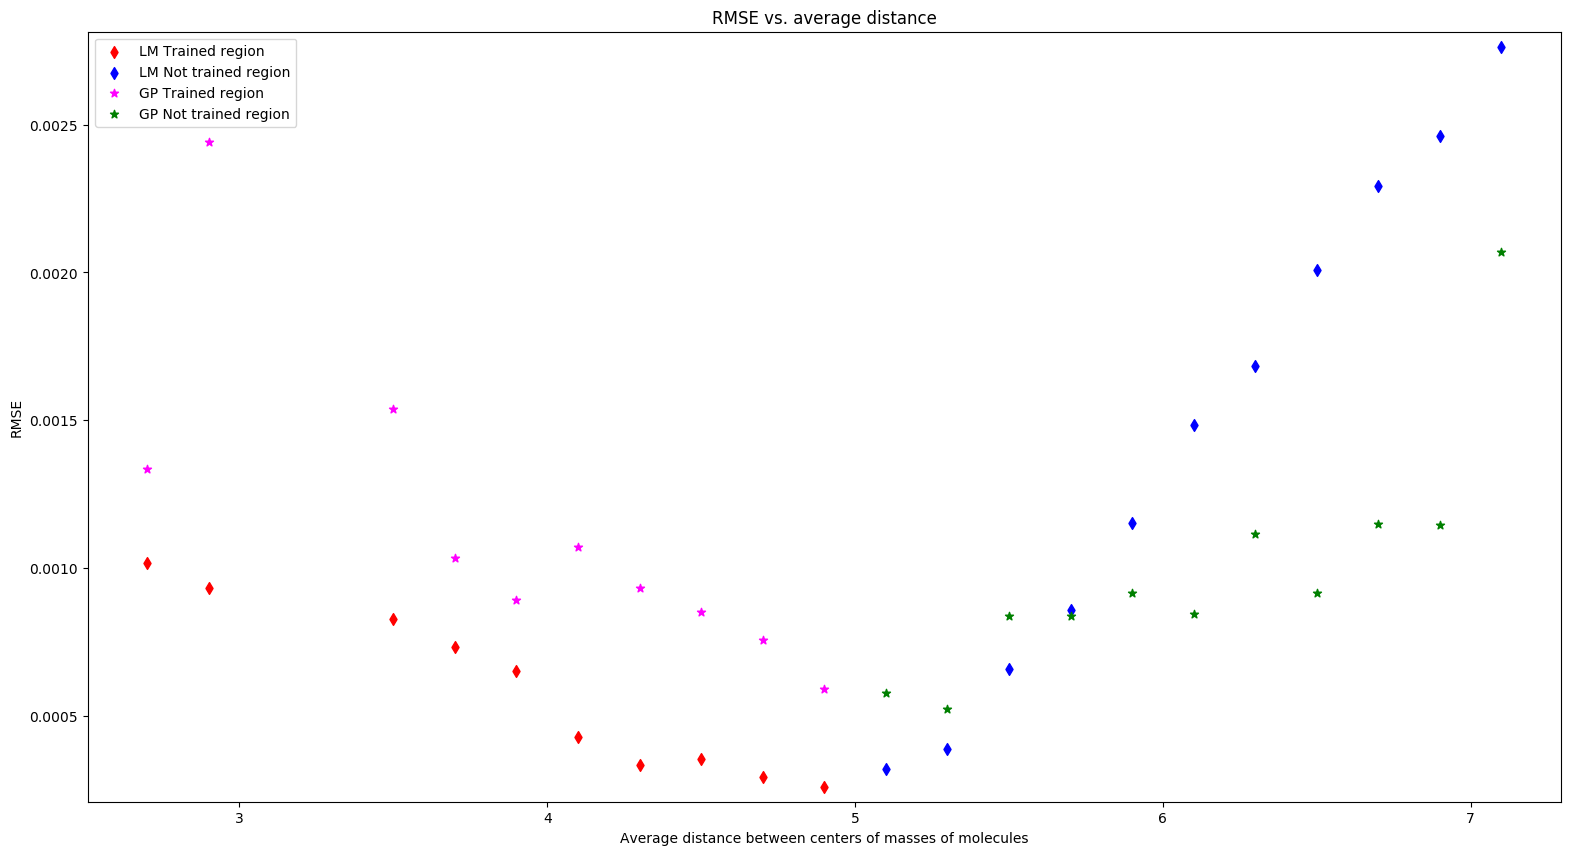 RMSE vs. average distance
LM Trained region
LM Not trained region
GP Trained region
GP Not trained region
0.0025
0.0020
0.0015
0.0010
0.0005
RMSE
3 4 5 6 7
Average distance between centers of masses of molecules